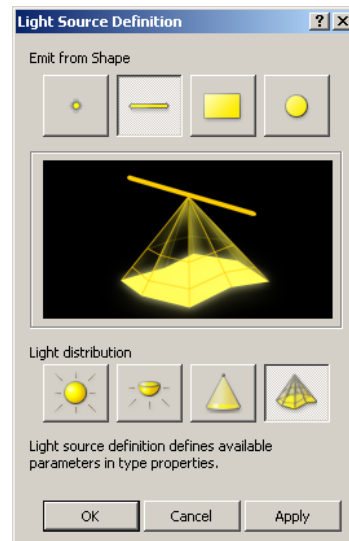 Light Source Definition
Emit from Shape
Light distribution
Light source definition defines available
parameters in type properties.
OK
Cancel
Apply